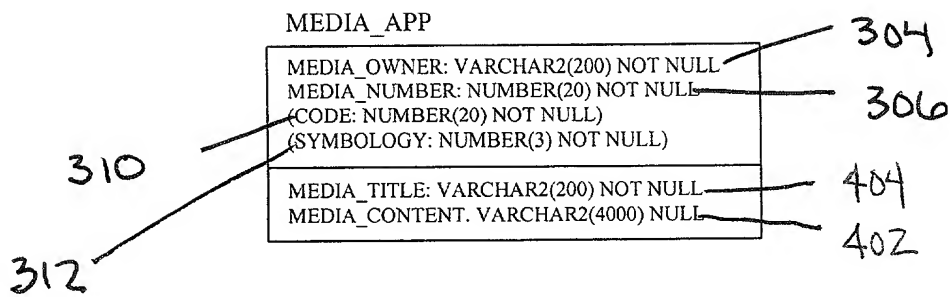 MEDIA_APP
304
MEDIA_OWNER: VARCHAR2(200) NOT NULL
MEDIA_NUMBER: NUMBER(20) NOT NULL
306
(CODE: NUMBER(20) NOT NULL)
(SYMBOLOGY: NUMBER(3) NOT NULL)
310
MEDIA_TITLE: VARCHAR2(200) NOT NULL
404
MEDIA_CONTENT. VARCHAR2(4000) NULL
402
312